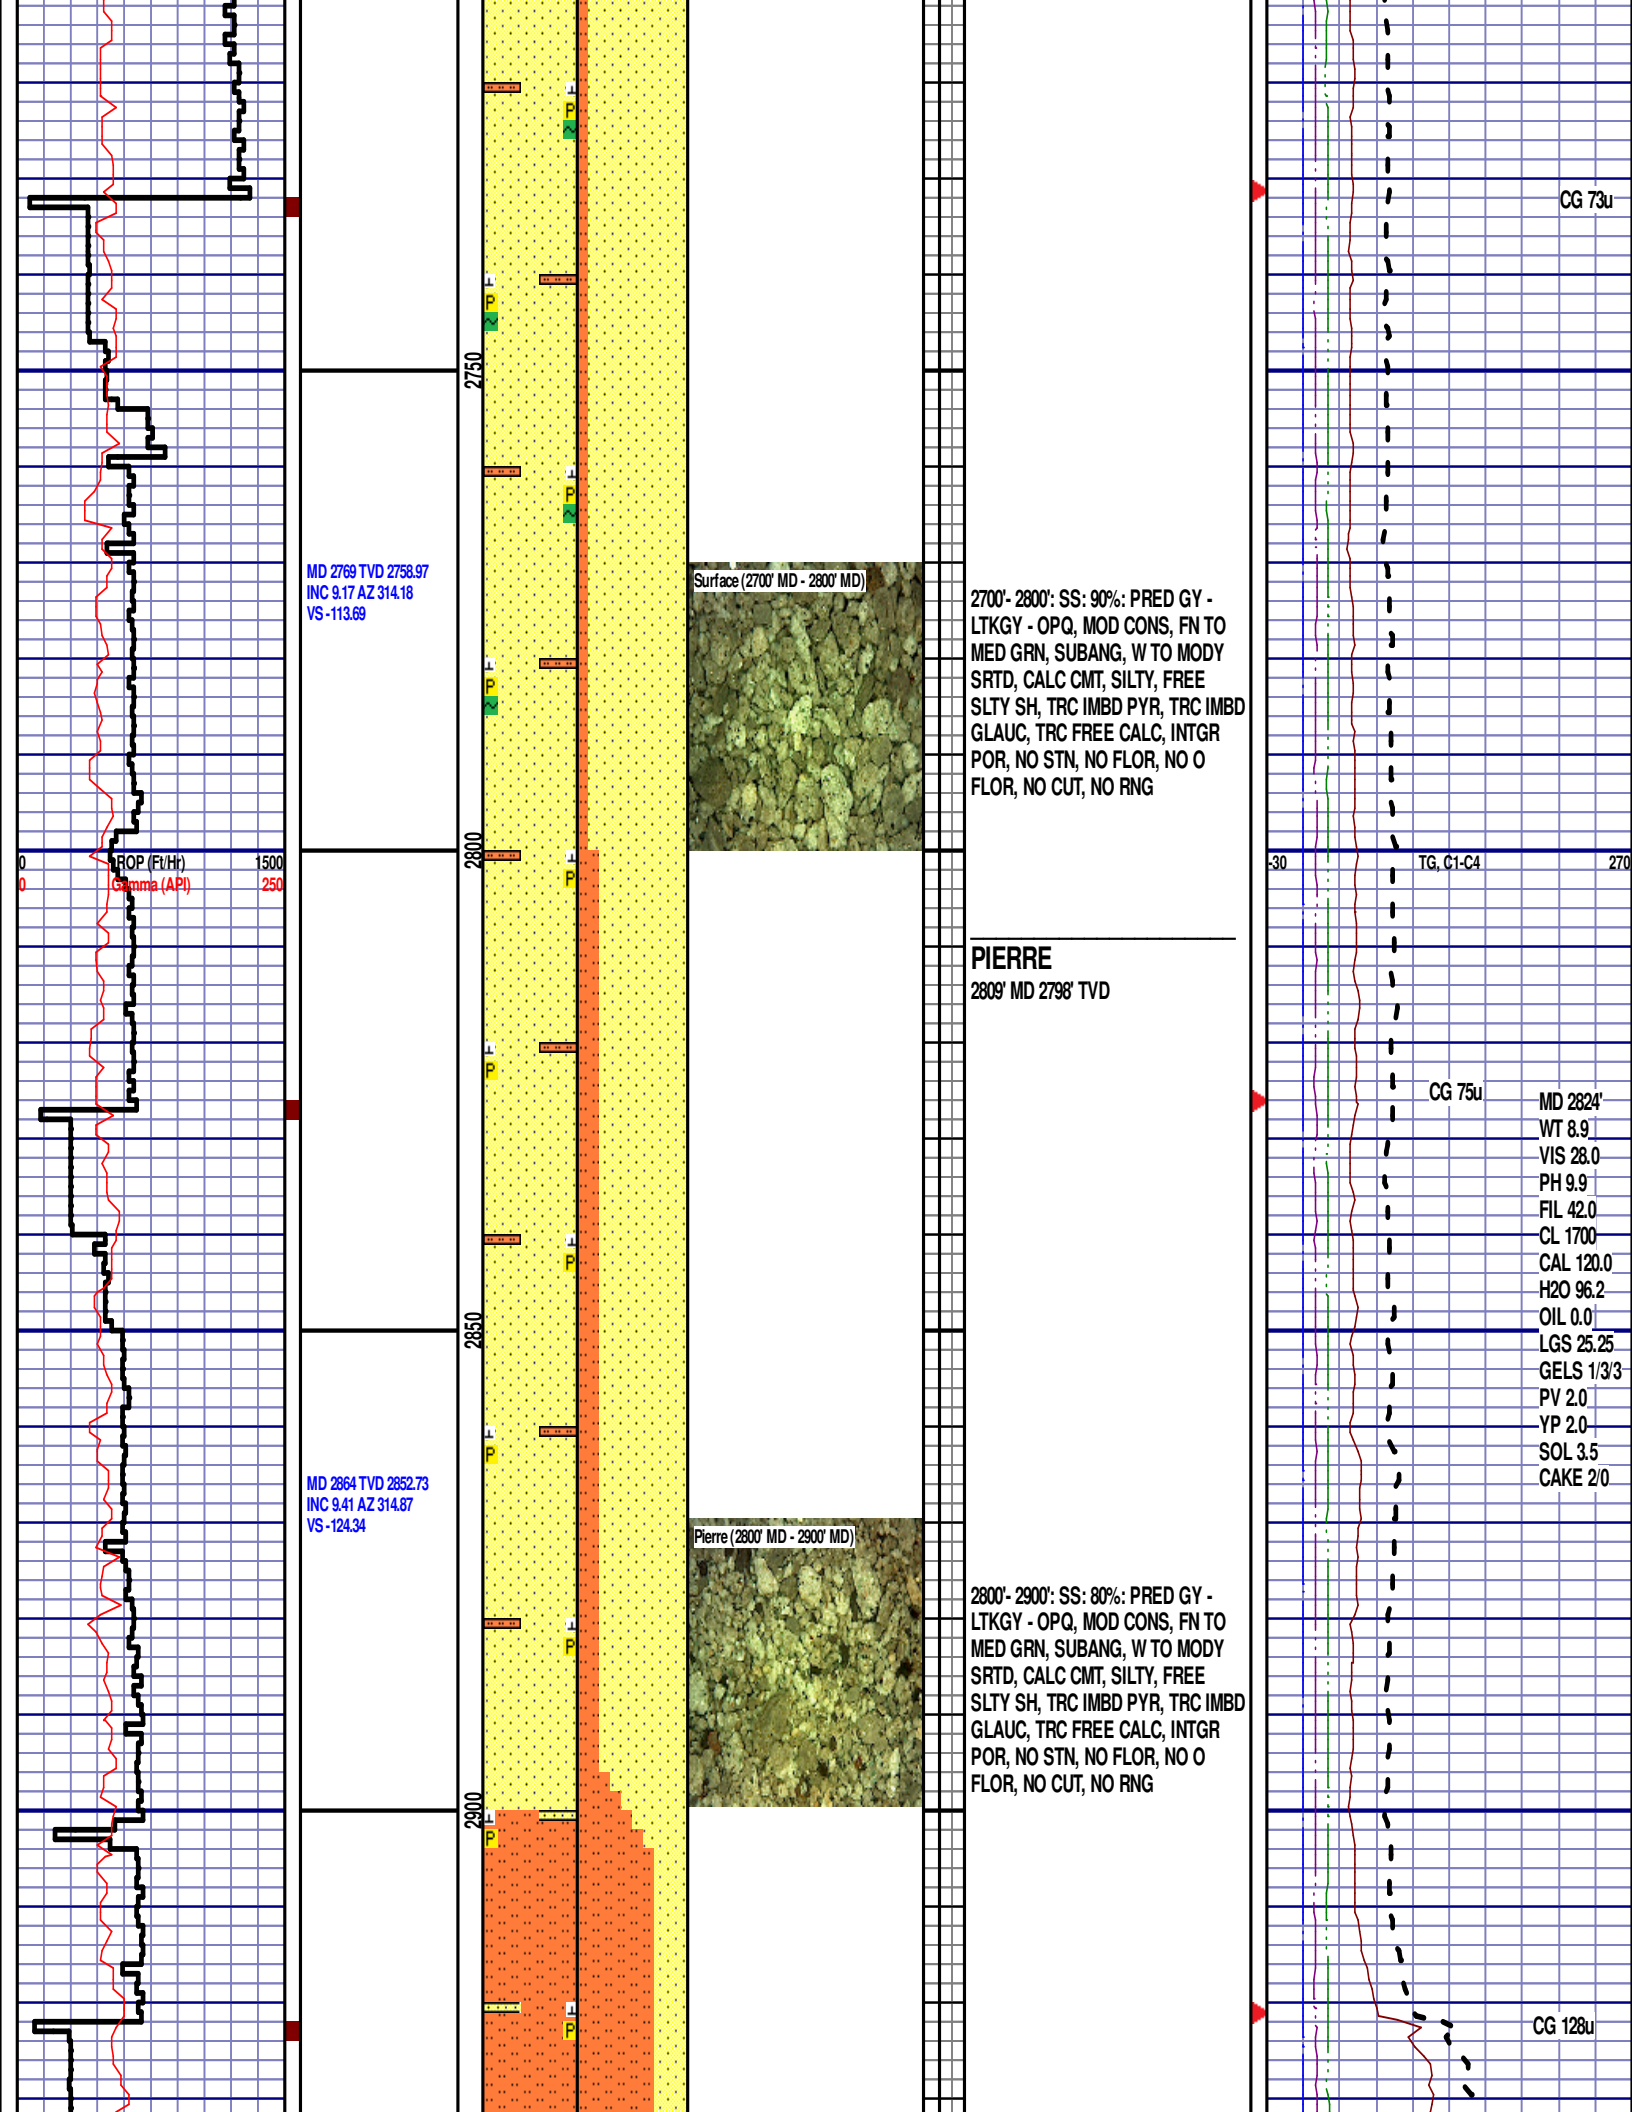 CG 73u
2750
MD 2769 TVD 2758.97
INC 9.17 AZ 314.18
VS -113.69
Surface (2700' MD - 2800' MD)
2700'- 2800': SS: 90%: PRED GY -
LTKGY - OPQ, MOD CONS, FN TO
MED GRN, SUBANG, W TO MODY
SRTD, CALC CMT, SILTY, FREE
SLTY SH, TRC IMBD PYR, TRC IMBD
GLAUC, TRC FREE CALC, INTGR
POR, NO STN, NO FLOR, NO O
FLOR, NO CUT, NO RNG
2800
0 ROP (Ft/Hr) 1500
0 Gamma (API) 250
-30 TG, C1-C4 270
PIERRE
2809' MD 2798' TVD
CG 75u
MD 2824'
WT 8.9
VIS 28.0
PH 9.9
FIL 42.0
CL 1700
CAL 120.0
H2O 96.2
OIL 0.0
LGS 25.25
GELS 1/3/3
PV 2.0
YP 2.0
SOL 3.5
CAKE 2/0
2850
MD 2864 TVD 2852.73
INC 9.41 AZ 314.87
VS -124.34
Pierre (2800' MD - 2900' MD)
2800'- 2900': SS: 80%: PRED GY -
LTKGY - OPQ, MOD CONS, FN TO
MED GRN, SUBANG, W TO MODY
SRTD, CALC CMT, SILTY, FREE
SLTY SH, TRC IMBD PYR, TRC IMBD
GLAUC, TRC FREE CALC, INTGR
POR, NO STN, NO FLOR, NO O
FLOR, NO CUT, NO RNG
2900
CG 128u
P
P
P
P
P
P
P
P
P
P
P